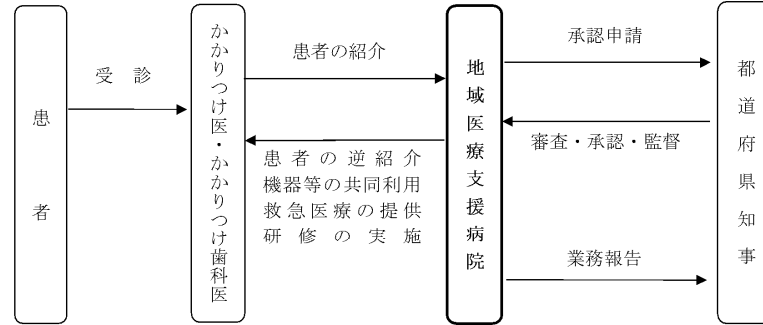 患者
受診
かかりつけ医・かかりつけ歯科医
患者の紹介
患者の逆紹介
機器等の共同利用
救急医療の提供
研修の実施
地域医療支援病院
承認申請
審査・承認・監督
業務報告
都道府県知事